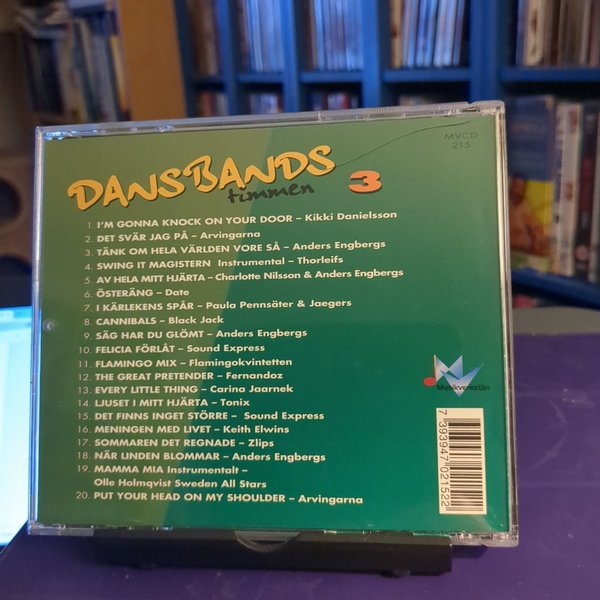 DANSBANDS
timmen 3
MVCD
215
1. I'M GONNA KNOCK ON YOUR DOOR – Kikki Danielsson
2. DET SVÄR JAG PÅ – Arvingarna
3. TÄNK OM HELA VÄRLDEN VORE SÅ – Anders Engbergs
4. SWING IT MAGISTERN Instrumental – Thorleifs
5. AV HELA MITT HJÄRTA – Charlotte Nilsson & Anders Engbergs
6. ÖSTERÄNG – Date
7. I KÄRLEKENS SPÅR – Paula Pennsäter & Jaegers
8. CANNIBALS – Black Jack
9. SÄG HAR DU GLÖMT – Anders Engbergs
10. FELICIA FÖRLÅT – Sound Express
11. FLAMINGO MIX – Flamingokvintetten
12. THE GREAT PRETENDER – Fernandoz
13. EVERY LITTLE THING – Carina Jaarnek
14. LJUSET I MITT HJÄRTA – Tonix
15. DET FINNS INGET STÖRRE – Sound Express
16. MENINGEN MED LIVET – Keith Elwins
17. SOMMAREN DET REGNADE – Zlips
18. NÄR LINDEN BLOMMAR – Anders Engbergs
19. MAMMA MIA Instrumentalt –
Olle Holmqvist Sweden All Stars
20. PUT YOUR HEAD ON MY SHOULDER – Arvingarna
Musikverkstan
7 393947 021522